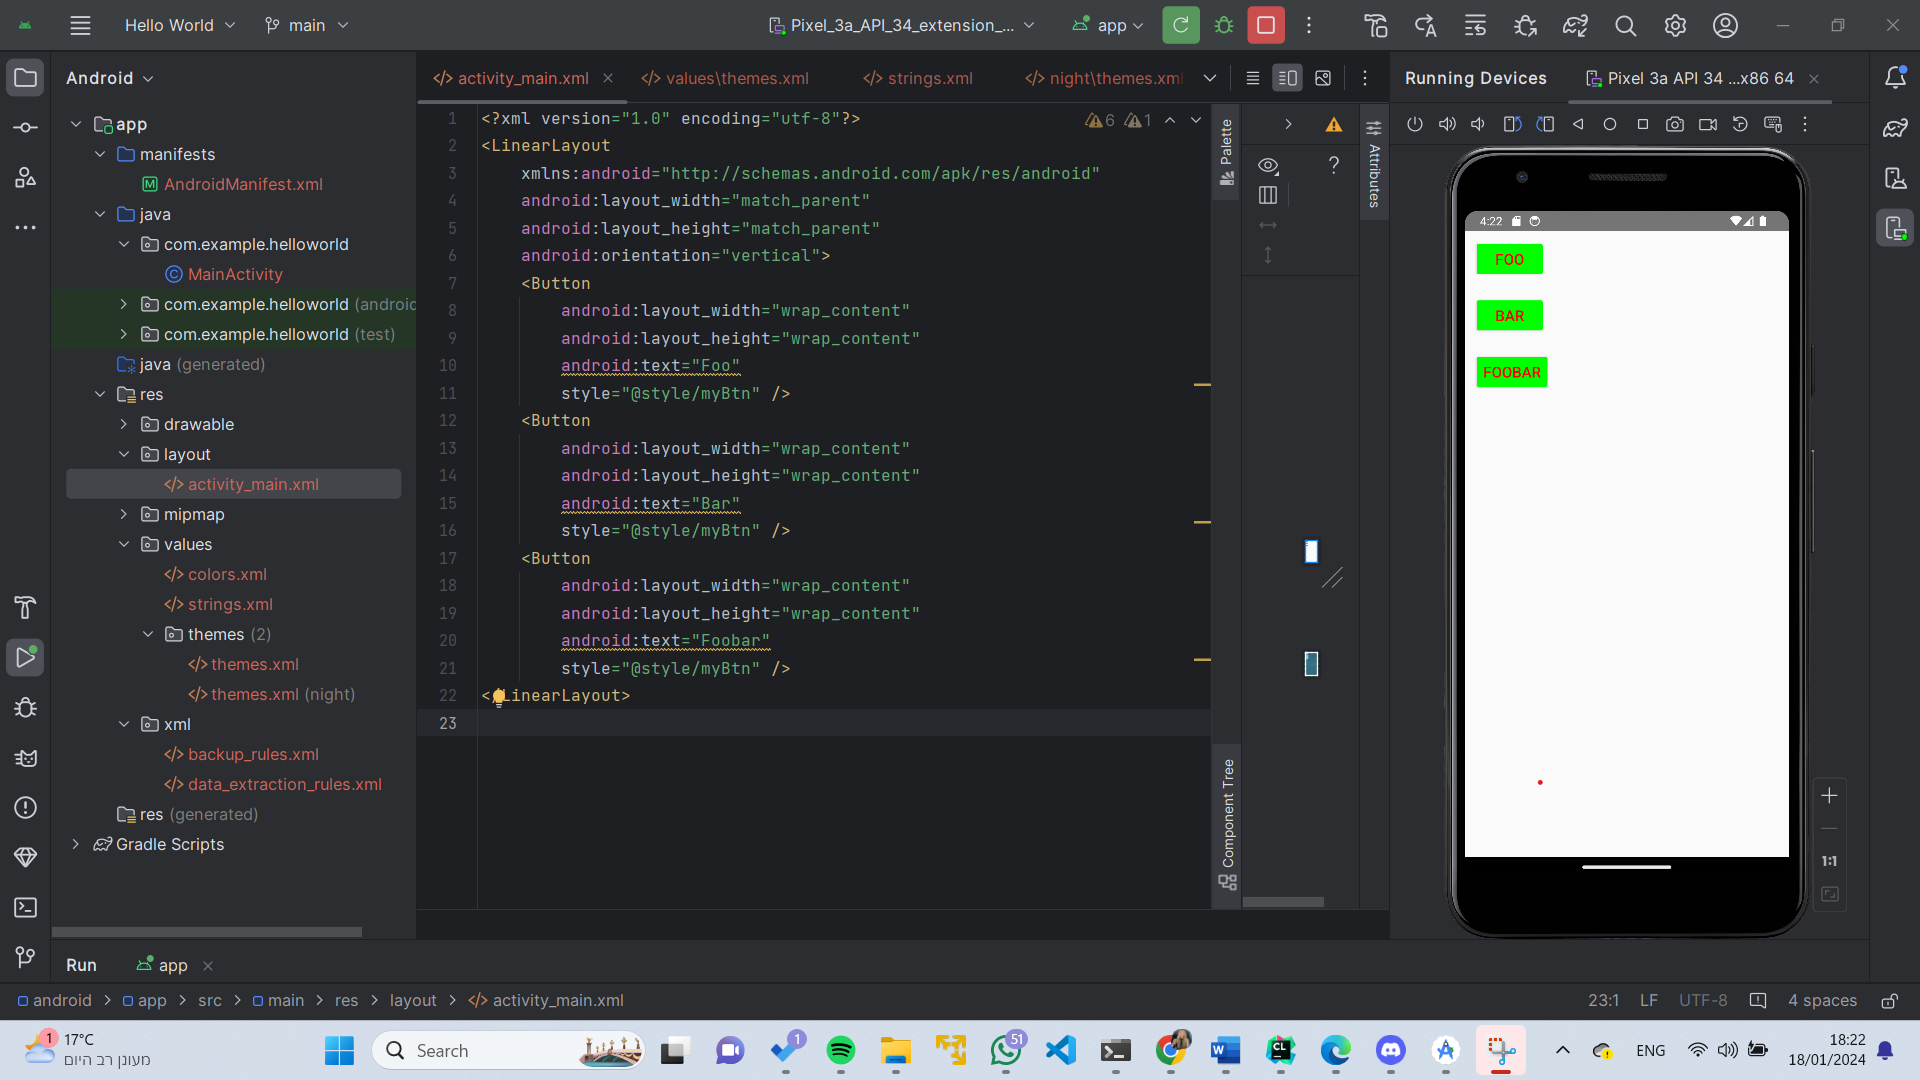 Hello World
main
Pixel_3a_API_34_extension_...
app
Android
activity_main.xml
values\themes.xml
strings.xml
night\themes.xml
Running Devices
Pixel 3a API 34 ...x86 64
app
manifests
AndroidManifest.xml
java
com.example.helloworld
MainActivity
com.example.helloworld (androi
com.example.helloworld (test)
java (generated)
res
drawable
layout
activity_main.xml
mipmap
values
colors.xml
strings.xml
themes (2)
themes.xml
themes.xml (night)
xml
backup_rules.xml
data_extraction_rules.xml
res (generated)
Gradle Scripts
6 1
1 <?xml version="1.0" encoding="utf-8"?>
2 <LinearLayout
3 xmlns:android="http://schemas.android.com/apk/res/android"
4 android:layout_width="match_parent"
5 android:layout_height="match_parent"
6 android:orientation="vertical">
7 <Button
8 android:layout_width="wrap_content"
9 android:layout_height="wrap_content"
10 android:text="Foo"
11 style="@style/myBtn" />
12 <Button
13 android:layout_width="wrap_content"
14 android:layout_height="wrap_content"
15 android:text="Bar"
16 style="@style/myBtn" />
17 <Button
18 android:layout_width="wrap_content"
19 android:layout_height="wrap_content"
20 android:text="Foobar"
21 style="@style/myBtn" />
22 </LinearLayout>
23
Palette
Component Tree
?
Attributes
4:22
FOO
BAR
FOOBAR
1:1
Run
app
android > app > src > main > res > layout > activity_main.xml
23:1 LF UTF-8 4 spaces
1
17°C
מעונן רב היום
Search
1
51
CL
W
ENG
18:22
18/01/2024